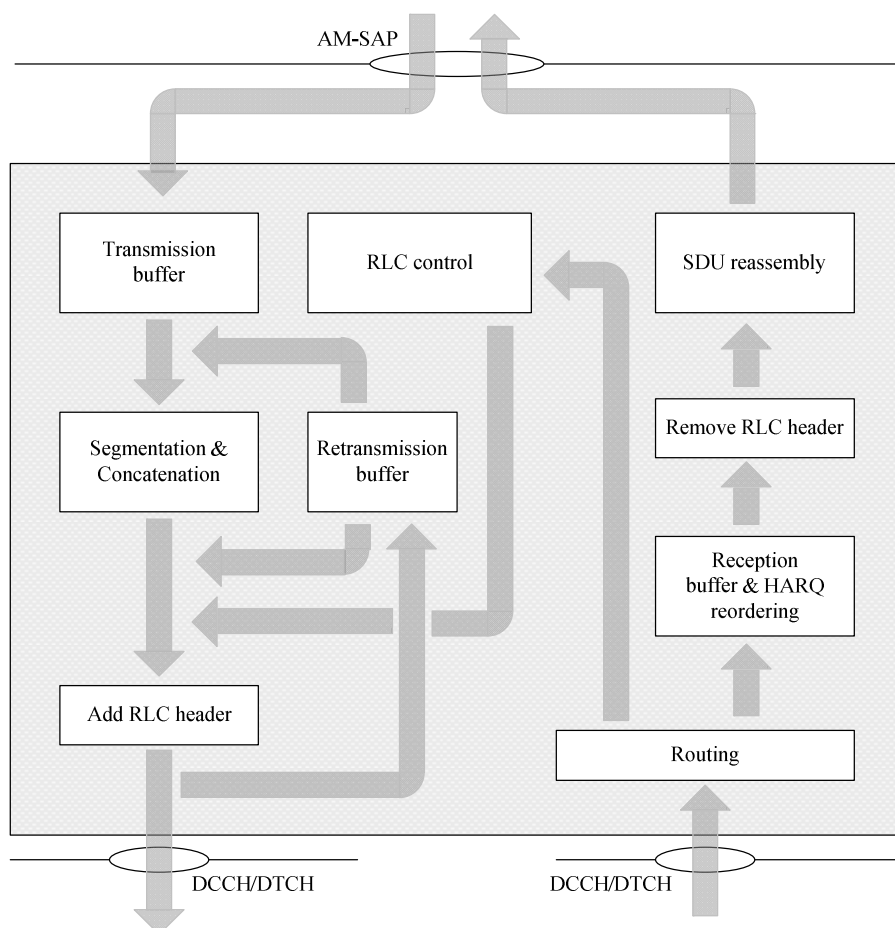 AM-SAP
Transmission
buffer
RLC control
SDU reassembly
Segmentation &
Concatenation
Retransmission
buffer
Remove RLC header
Reception
buffer & HARQ
reordering
Add RLC header
Routing
DCCH/DTCH
DCCH/DTCH